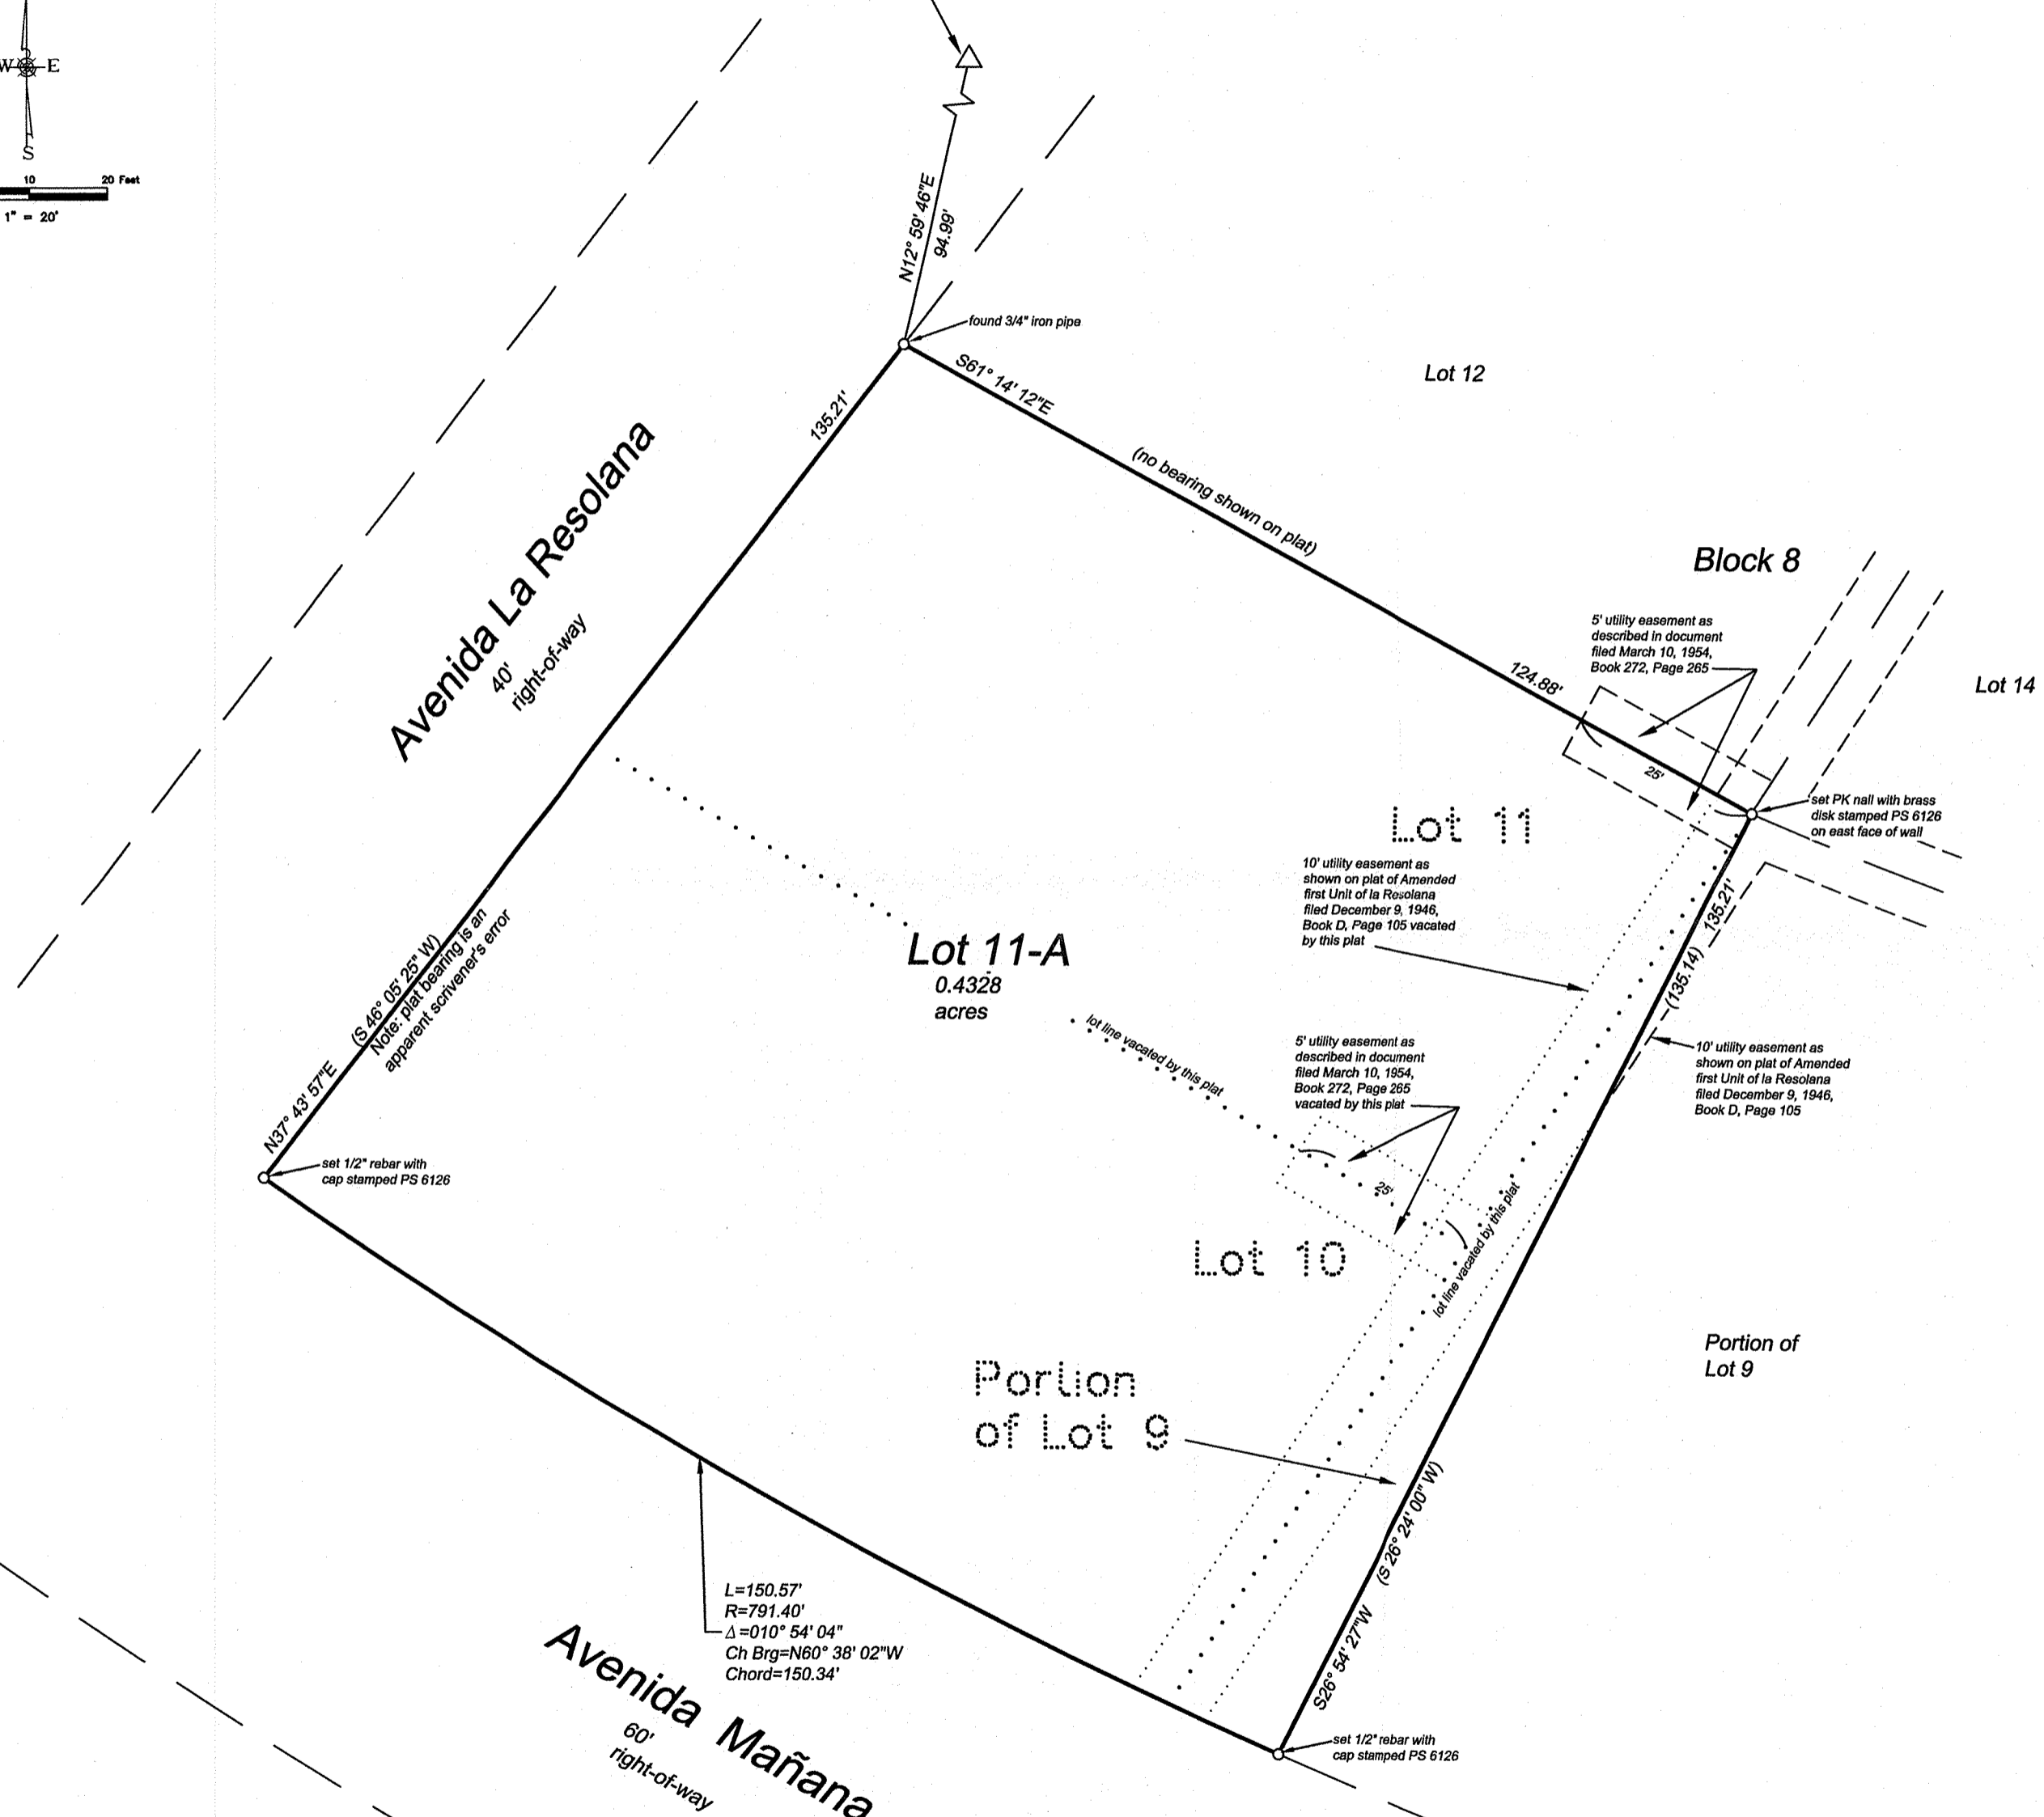 W E
S
10 20 Feet
1" = 20'
N12° 59' 46"E
94.99'
found 3/4" iron pipe
S61° 14' 12"E
(no bearing shown on plat)
124.88'
Lot 12
Block 8
Lot 14
135.21'
Avenida La Resolana
40'
right-of-way
5' utility easement as
described in document
filed March 10, 1954,
Book 272, Page 265
25'
set PK nail with brass
disk stamped PS 6126
on east face of wall
Lot 11
10' utility easement as
shown on plat of Amended
first Unit of la Resolana
filed December 9, 1946,
Book D, Page 105 vacated
by this plat
135.21'
(135.14)
Lot 11-A
0.4328
acres
lot line vacated by this plat
5' utility easement as
described in document
filed March 10, 1954,
Book 272, Page 265
vacated by this plat
10' utility easement as
shown on plat of Amended
first Unit of la Resolana
filed December 9, 1946,
Book D, Page 105
N37° 43' 57"E
(S 46° 05' 25" W)
Note: plat bearing is an
apparent scrivener's error
set 1/2" rebar with
cap stamped PS 6126
25'
lot line vacated by this plat
Lot 10
Portion of
Lot 9
Portion
of Lot 9
S26° 54' 27"W
(S 26° 24' 00" W)
L=150.57'
R=791.40'
Δ=010° 54' 04"
Ch Brg=N60° 38' 02"W
Chord=150.34'
Avenida Mañana
60'
right-of-way
set 1/2" rebar with
cap stamped PS 6126